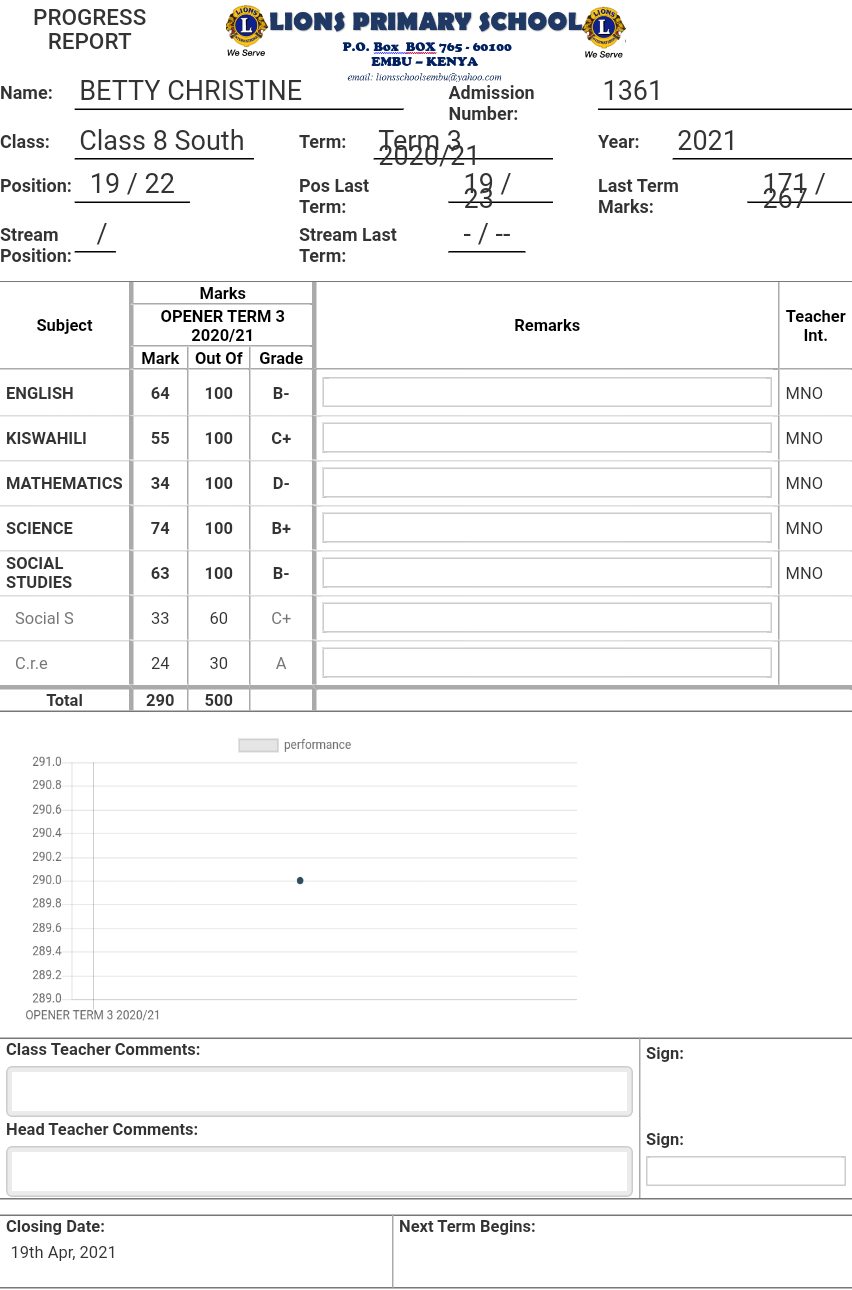 PROGRESS REPORT
LIONS PRIMARY SCHOOL
We Serve
We Serve
P.O. Box BOX 765 - 60100
EMBU – KENYA
email: lionsschoolsembu@yahoo.com
Name: BETTY CHRISTINE Admission Number: 1361
Class: Class 8 South Term: Term 3 2020/21 Year: 2021
Position: 19 / 22 Pos Last Term: 19 / 23 Last Term Marks: 171 / 267
Stream Position: / Stream Last Term: - / --
Subject Marks Remarks Teacher Int.
OPENER TERM 3 2020/21
Mark Out Of Grade
ENGLISH 64 100 B- MNO
KISWAHILI 55 100 C+ MNO
MATHEMATICS 34 100 D- MNO
SCIENCE 74 100 B+ MNO
SOCIAL STUDIES 63 100 B- MNO
Social S 33 60 C+
C.r.e 24 30 A
Total 290 500
performance
291.0
290.8
290.6
290.4
290.2
290.0
289.8
289.6
289.4
289.2
289.0
OPENER TERM 3 2020/21
Class Teacher Comments: Sign:
Head Teacher Comments: Sign:
Closing Date: Next Term Begins:
19th Apr, 2021